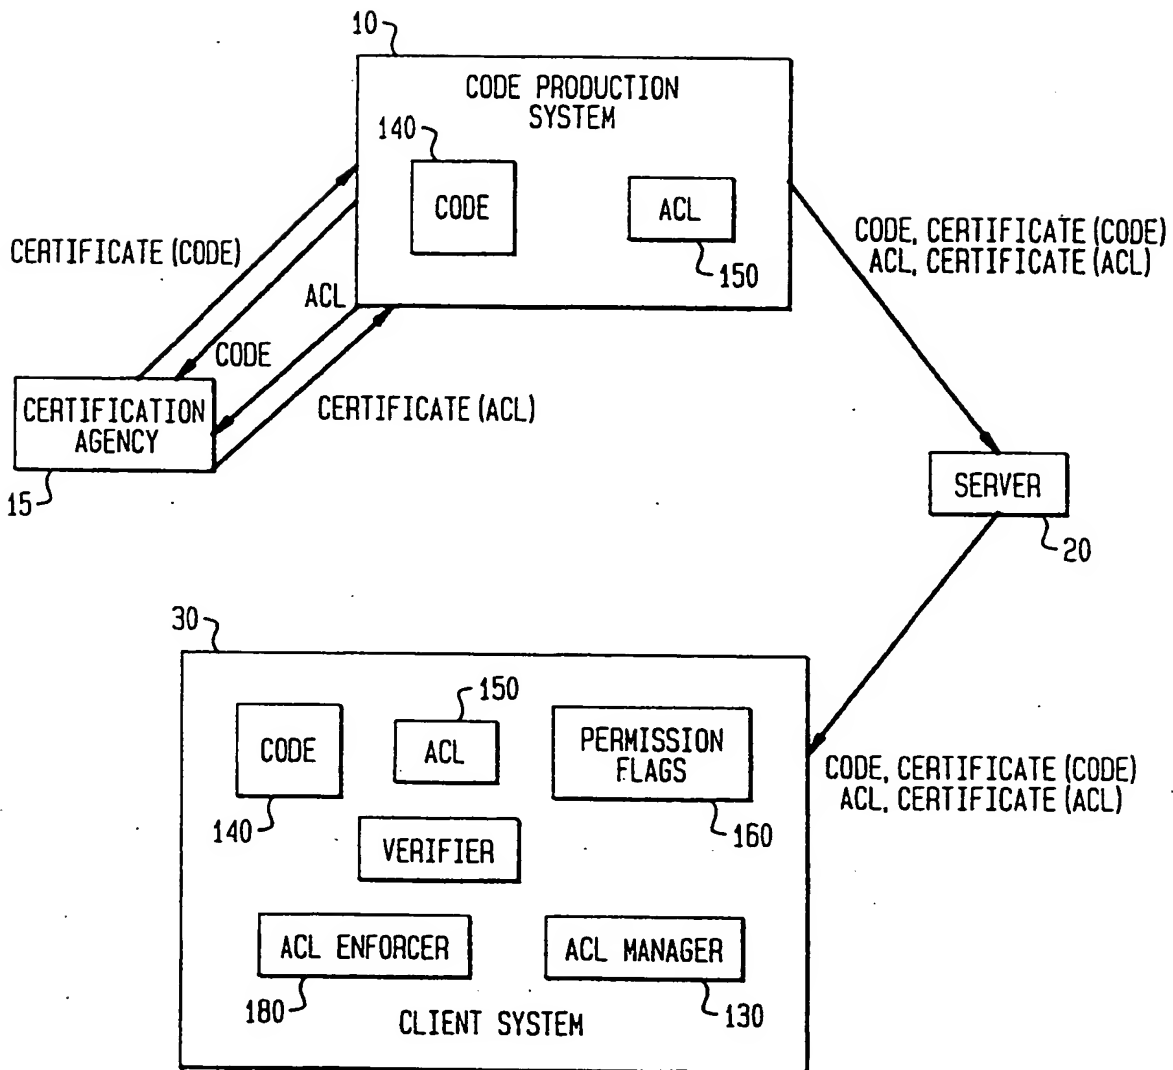 10
CODE PRODUCTION
SYSTEM
140
CODE
ACL
150
CERTIFICATE (CODE)
CODE, CERTIFICATE (CODE)
ACL, CERTIFICATE (ACL)
ACL
CODE
CERTIFICATION
AGENCY
15
CERTIFICATE (ACL)
SERVER
20
30
CODE
140
150
ACL
PERMISSION
FLAGS
160
CODE, CERTIFICATE (CODE)
ACL, CERTIFICATE (ACL)
VERIFIER
ACL ENFORCER
180
ACL MANAGER
130
CLIENT SYSTEM